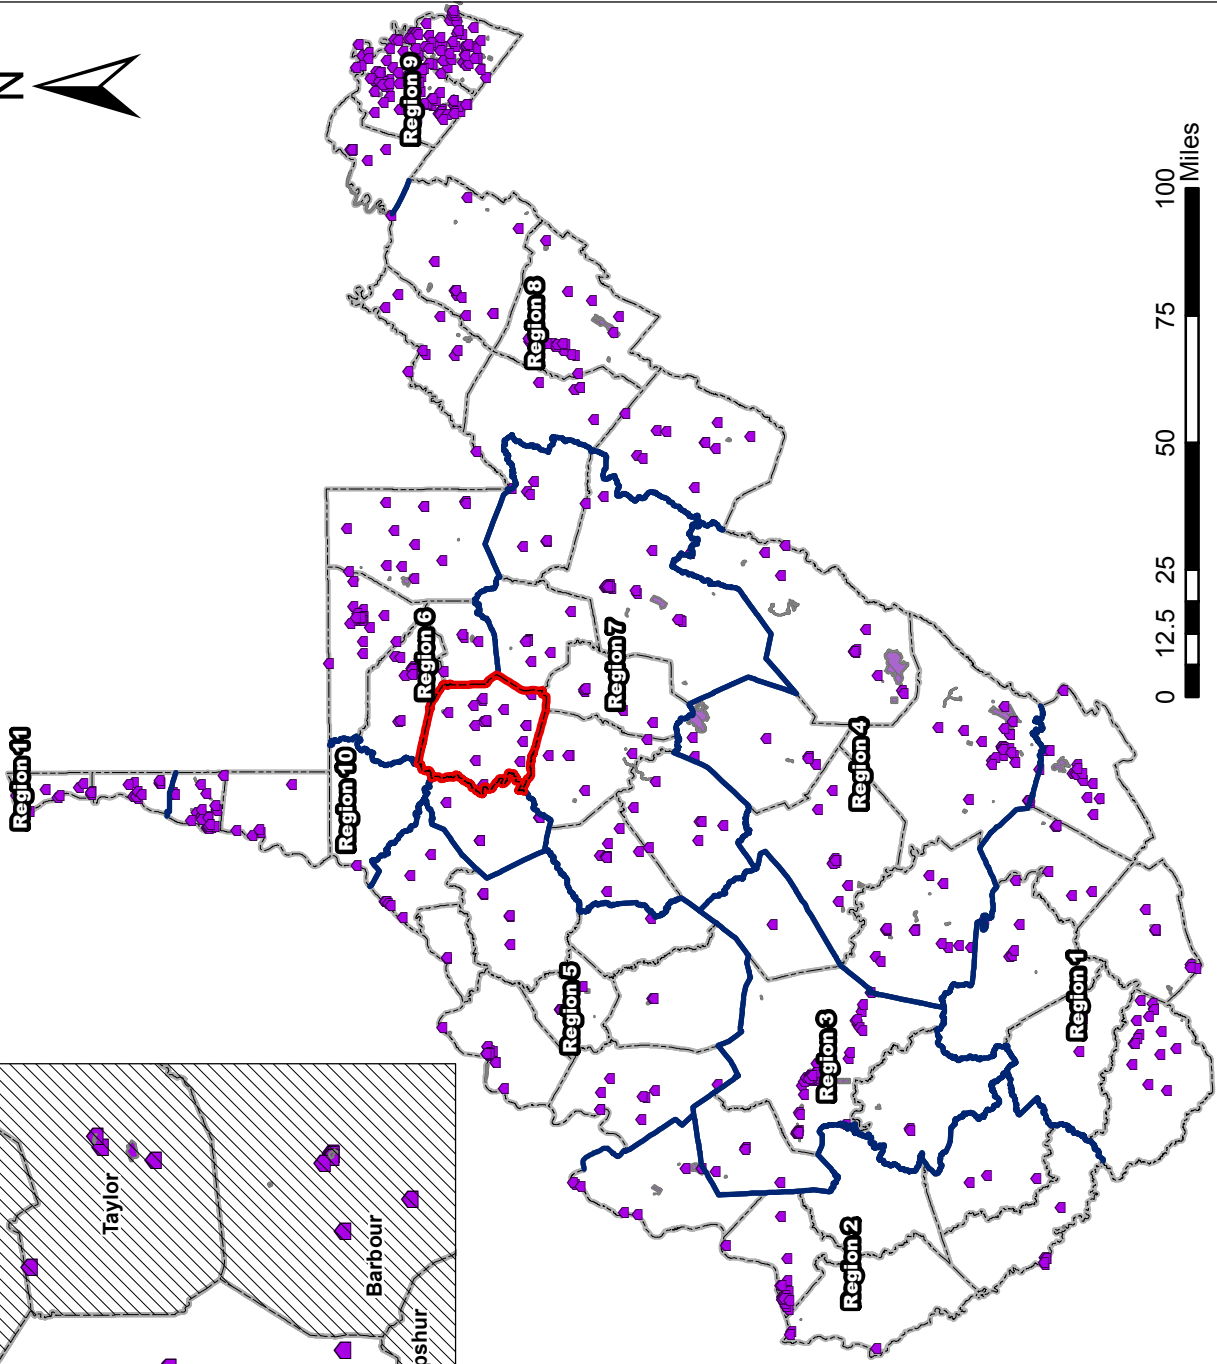 N
Region 11
Region 10
Region 9
Region 8
Region 6
Region 7
Region 5
Region 4
Region 3
Region 2
Region 1
Taylor
Barbour
pshur
0 12.5 25 50 75 100
Miles